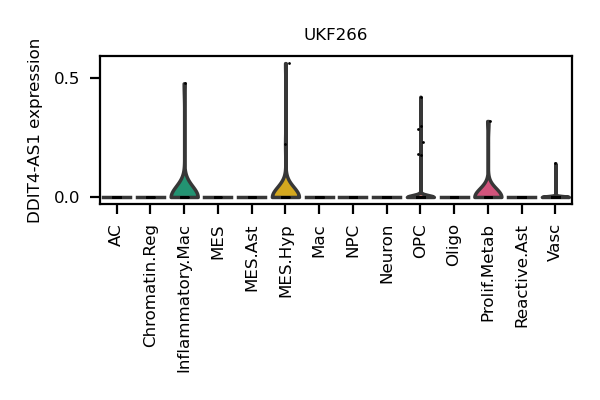 UKF266
DDIT4-AS1 expression
0.5
0.0
AC
Chromatin.Reg
Inflammatory.Mac
MES
MES.Ast
MES.Hyp
Mac
NPC
Neuron
OPC
Oligo
Prolif.Metab
Reactive.Ast
Vasc